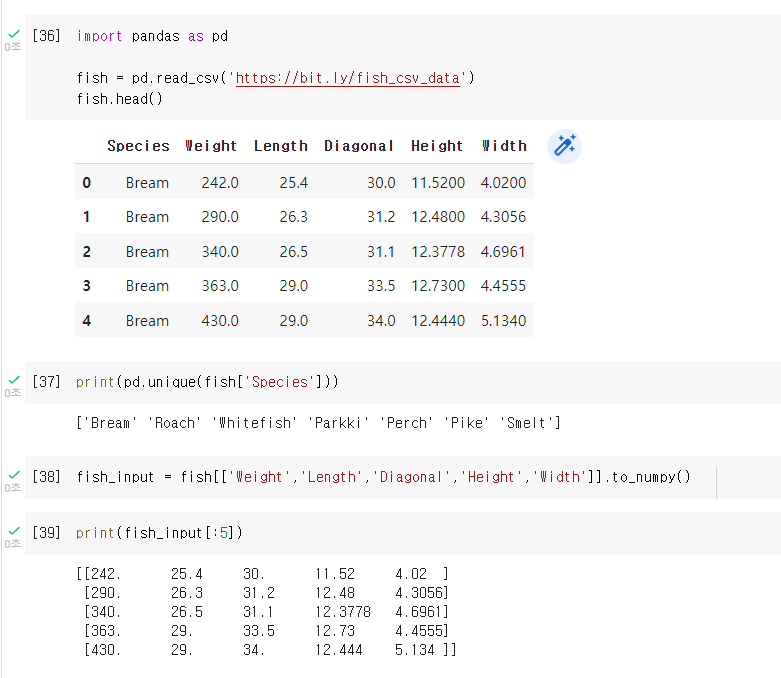 [36] import pandas as pd
0초
fish = pd.read_csv('https://bit.ly/fish_csv_data')
fish.head()
Species Weight Length Diagonal Height Width
0 Bream 242.0 25.4 30.0 11.5200 4.0200
1 Bream 290.0 26.3 31.2 12.4800 4.3056
2 Bream 340.0 26.5 31.1 12.3778 4.6961
3 Bream 363.0 29.0 33.5 12.7300 4.4555
4 Bream 430.0 29.0 34.0 12.4440 5.1340
[37] print(pd.unique(fish['Species']))
0초
['Bream' 'Roach' 'Whitefish' 'Parkki' 'Perch' 'Pike' 'Smelt']
[38] fish_input = fish[['Weight','Length','Diagonal','Height','Width']].to_numpy()
0초
[39] print(fish_input[:5])
0초
[[242. 25.4 30. 11.52 4.02 ]
[290. 26.3 31.2 12.48 4.3056]
[340. 26.5 31.1 12.3778 4.6961]
[363. 29. 33.5 12.73 4.4555]
[430. 29. 34. 12.444 5.134 ]]